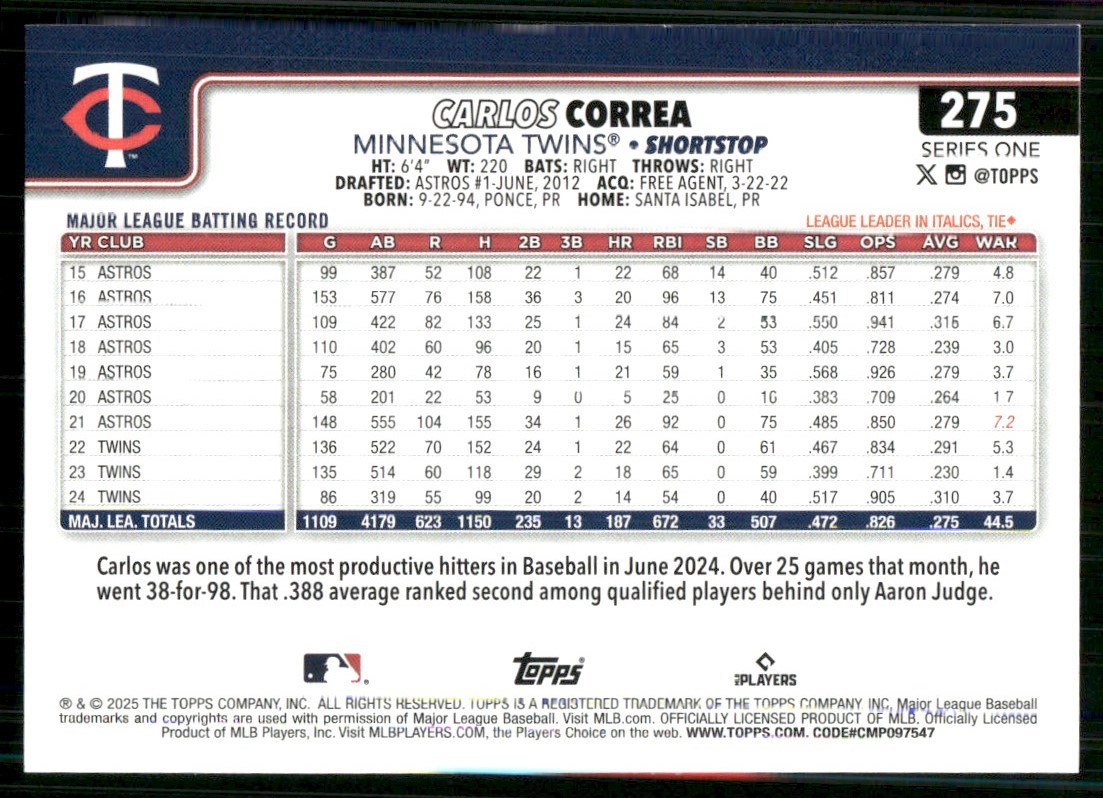 TC
TM
CARLOS CORREA
275
MINNESOTA TWINS® • SHORTSTOP
SERIES ONE
HT: 6'4" WT: 220 BATS: RIGHT THROWS: RIGHT
X @TOPPS
DRAFTED: ASTROS #1-JUNE, 2012 ACQ: FREE AGENT, 3-22-22
BORN: 9-22-94, PONCE, PR HOME: SANTA ISABEL, PR
MAJOR LEAGUE BATTING RECORD LEAGUE LEADER IN ITALICS, TIE♦
YR CLUB G AB R H 2B 3B HR RBI SB BB SLG OPS AVG WAR
15 ASTROS 99 387 52 108 22 1 22 68 14 40 .512 .857 .279 4.8
16 ASTROS 153 577 76 158 36 3 20 96 13 75 .451 .811 .274 7.0
17 ASTROS 109 422 82 133 25 1 24 84 2 53 .550 .941 .315 6.7
18 ASTROS 110 402 60 96 20 1 15 65 3 53 .405 .728 .239 3.0
19 ASTROS 75 280 42 78 16 1 21 59 1 35 .568 .926 .279 3.7
20 ASTROS 58 201 22 53 9 0 5 25 0 16 .383 .709 .264 1.7
21 ASTROS 148 555 104 155 34 1 26 92 0 75 .485 .850 .279 7.2
22 TWINS 136 522 70 152 24 1 22 64 0 61 .467 .834 .291 5.3
23 TWINS 135 514 60 118 29 2 18 65 0 59 .399 .711 .230 1.4
24 TWINS 86 319 55 99 20 2 14 54 0 40 .517 .905 .310 3.7
MAJ. LEA. TOTALS 1109 4179 623 1150 235 13 187 672 33 507 .472 .826 .275 44.5
Carlos was one of the most productive hitters in Baseball in June 2024. Over 25 games that month, he
went 38-for-98. That .388 average ranked second among qualified players behind only Aaron Judge.
Topps®
MLB PLAYERS
® & © 2025 THE TOPPS COMPANY, INC. ALL RIGHTS RESERVED. TOPPS IS A REGISTERED TRADEMARK OF THE TOPPS COMPANY INC. Major League Baseball
trademarks and copyrights are used with permission of Major League Baseball. Visit MLB.com. OFFICIALLY LICENSED PRODUCT OF MLB. Officially Licensed
Product of MLB Players, Inc. Visit MLBPLAYERS.COM, the Players Choice on the web. WWW.TOPPS.COM. CODE#CMP097547